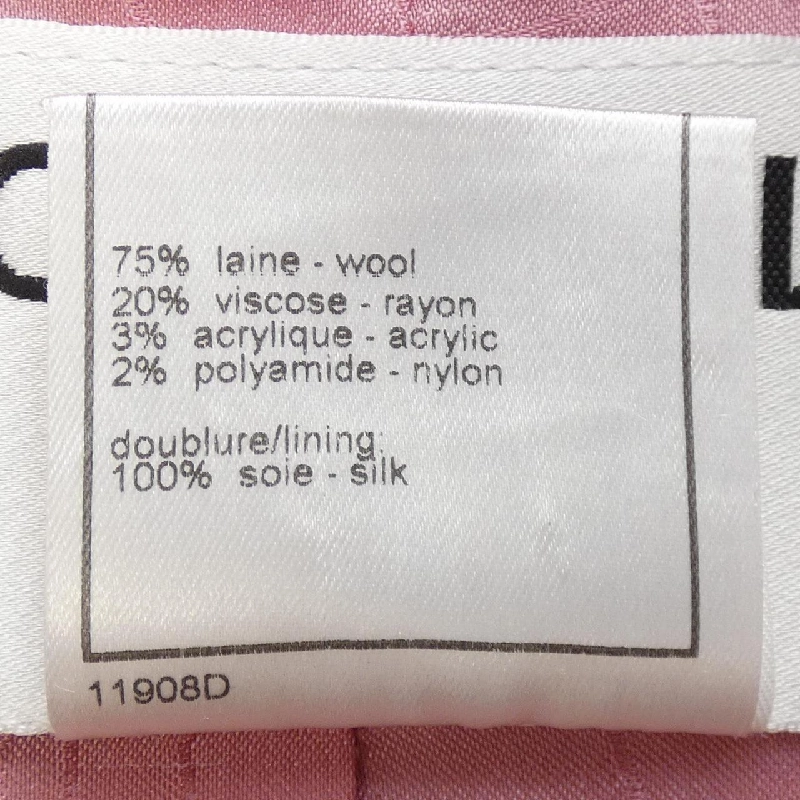 75% laine - wool
20% viscose - rayon
3% acrylique - acrylic
2% polyamide - nylon
doublure/lining:
100% soie - silk
11908D